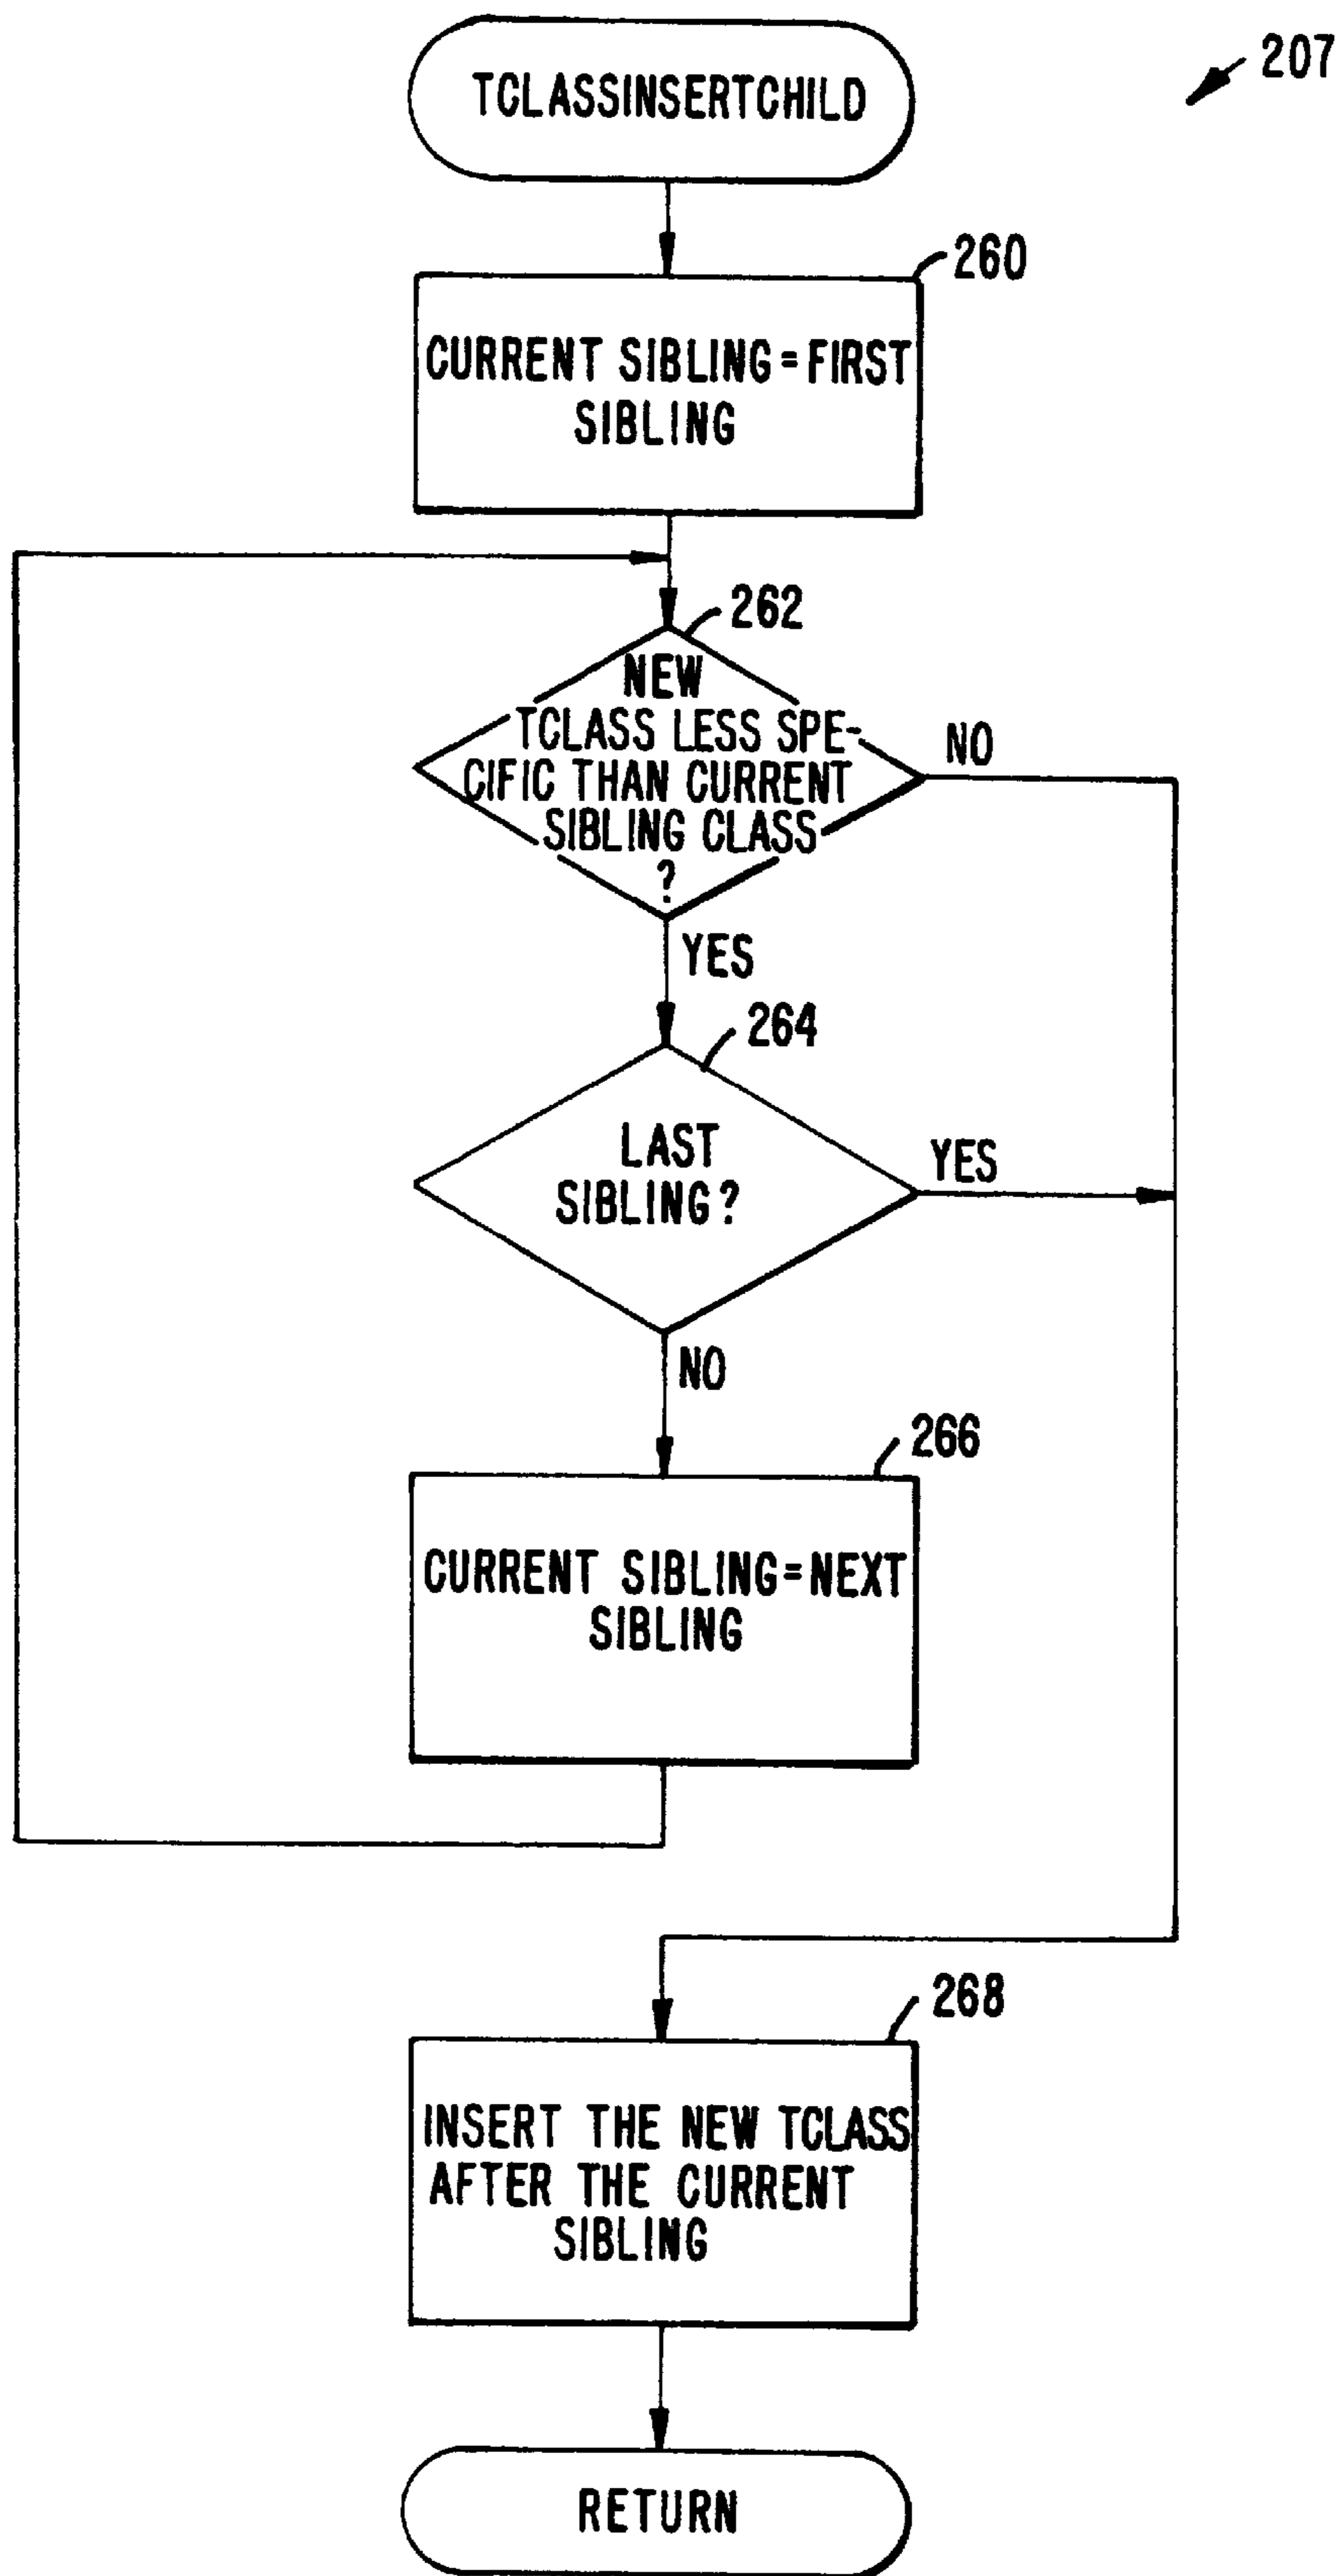 TCLASSINSERTCHILD
207
260
CURRENT SIBLING=FIRST
SIBLING
262
NEW
TCLASS LESS SPE-
CIFIC THAN CURRENT
SIBLING CLASS
?
NO
YES
264
LAST
SIBLING?
YES
NO
266
CURRENT SIBLING=NEXT
SIBLING
268
INSERT THE NEW TCLASS
AFTER THE CURRENT
SIBLING
RETURN